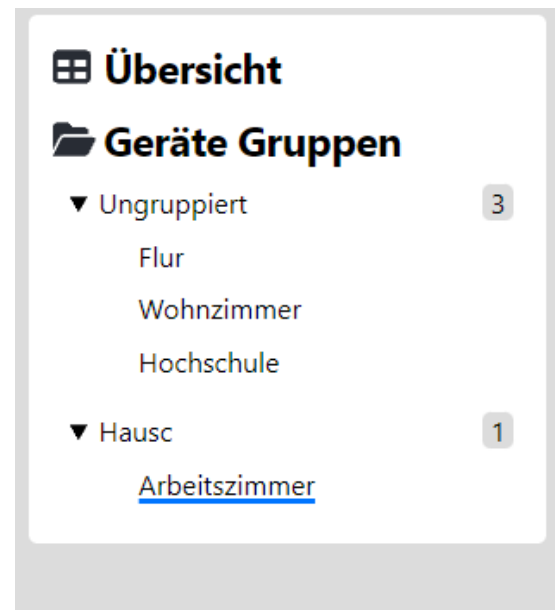 Übersicht
Geräte Gruppen
Ungruppiert 3
Flur
Wohnzimmer
Hochschule
Hausc 1
Arbeitszimmer